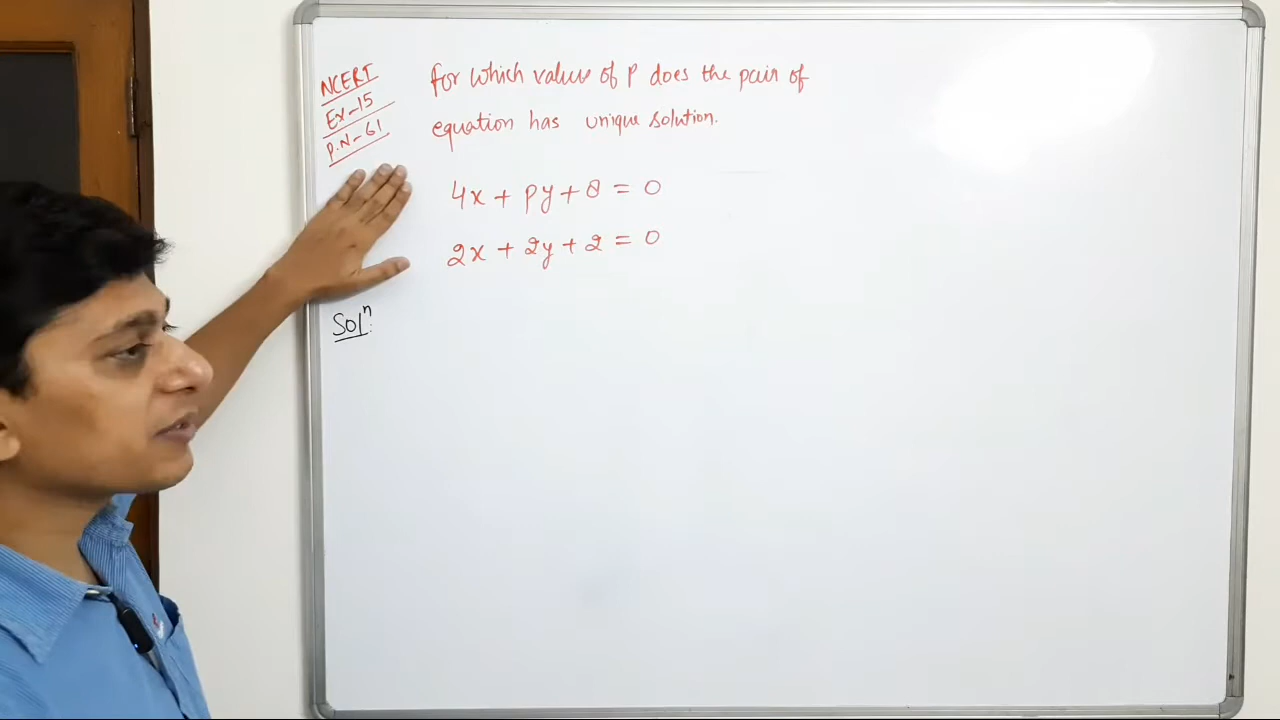 NCERT
Ex-15
P.N-61
for which values of P does the pair of
equation has unique solution.
4x + py + 8 = 0
2x + 2y + 2 = 0
Solⁿ: